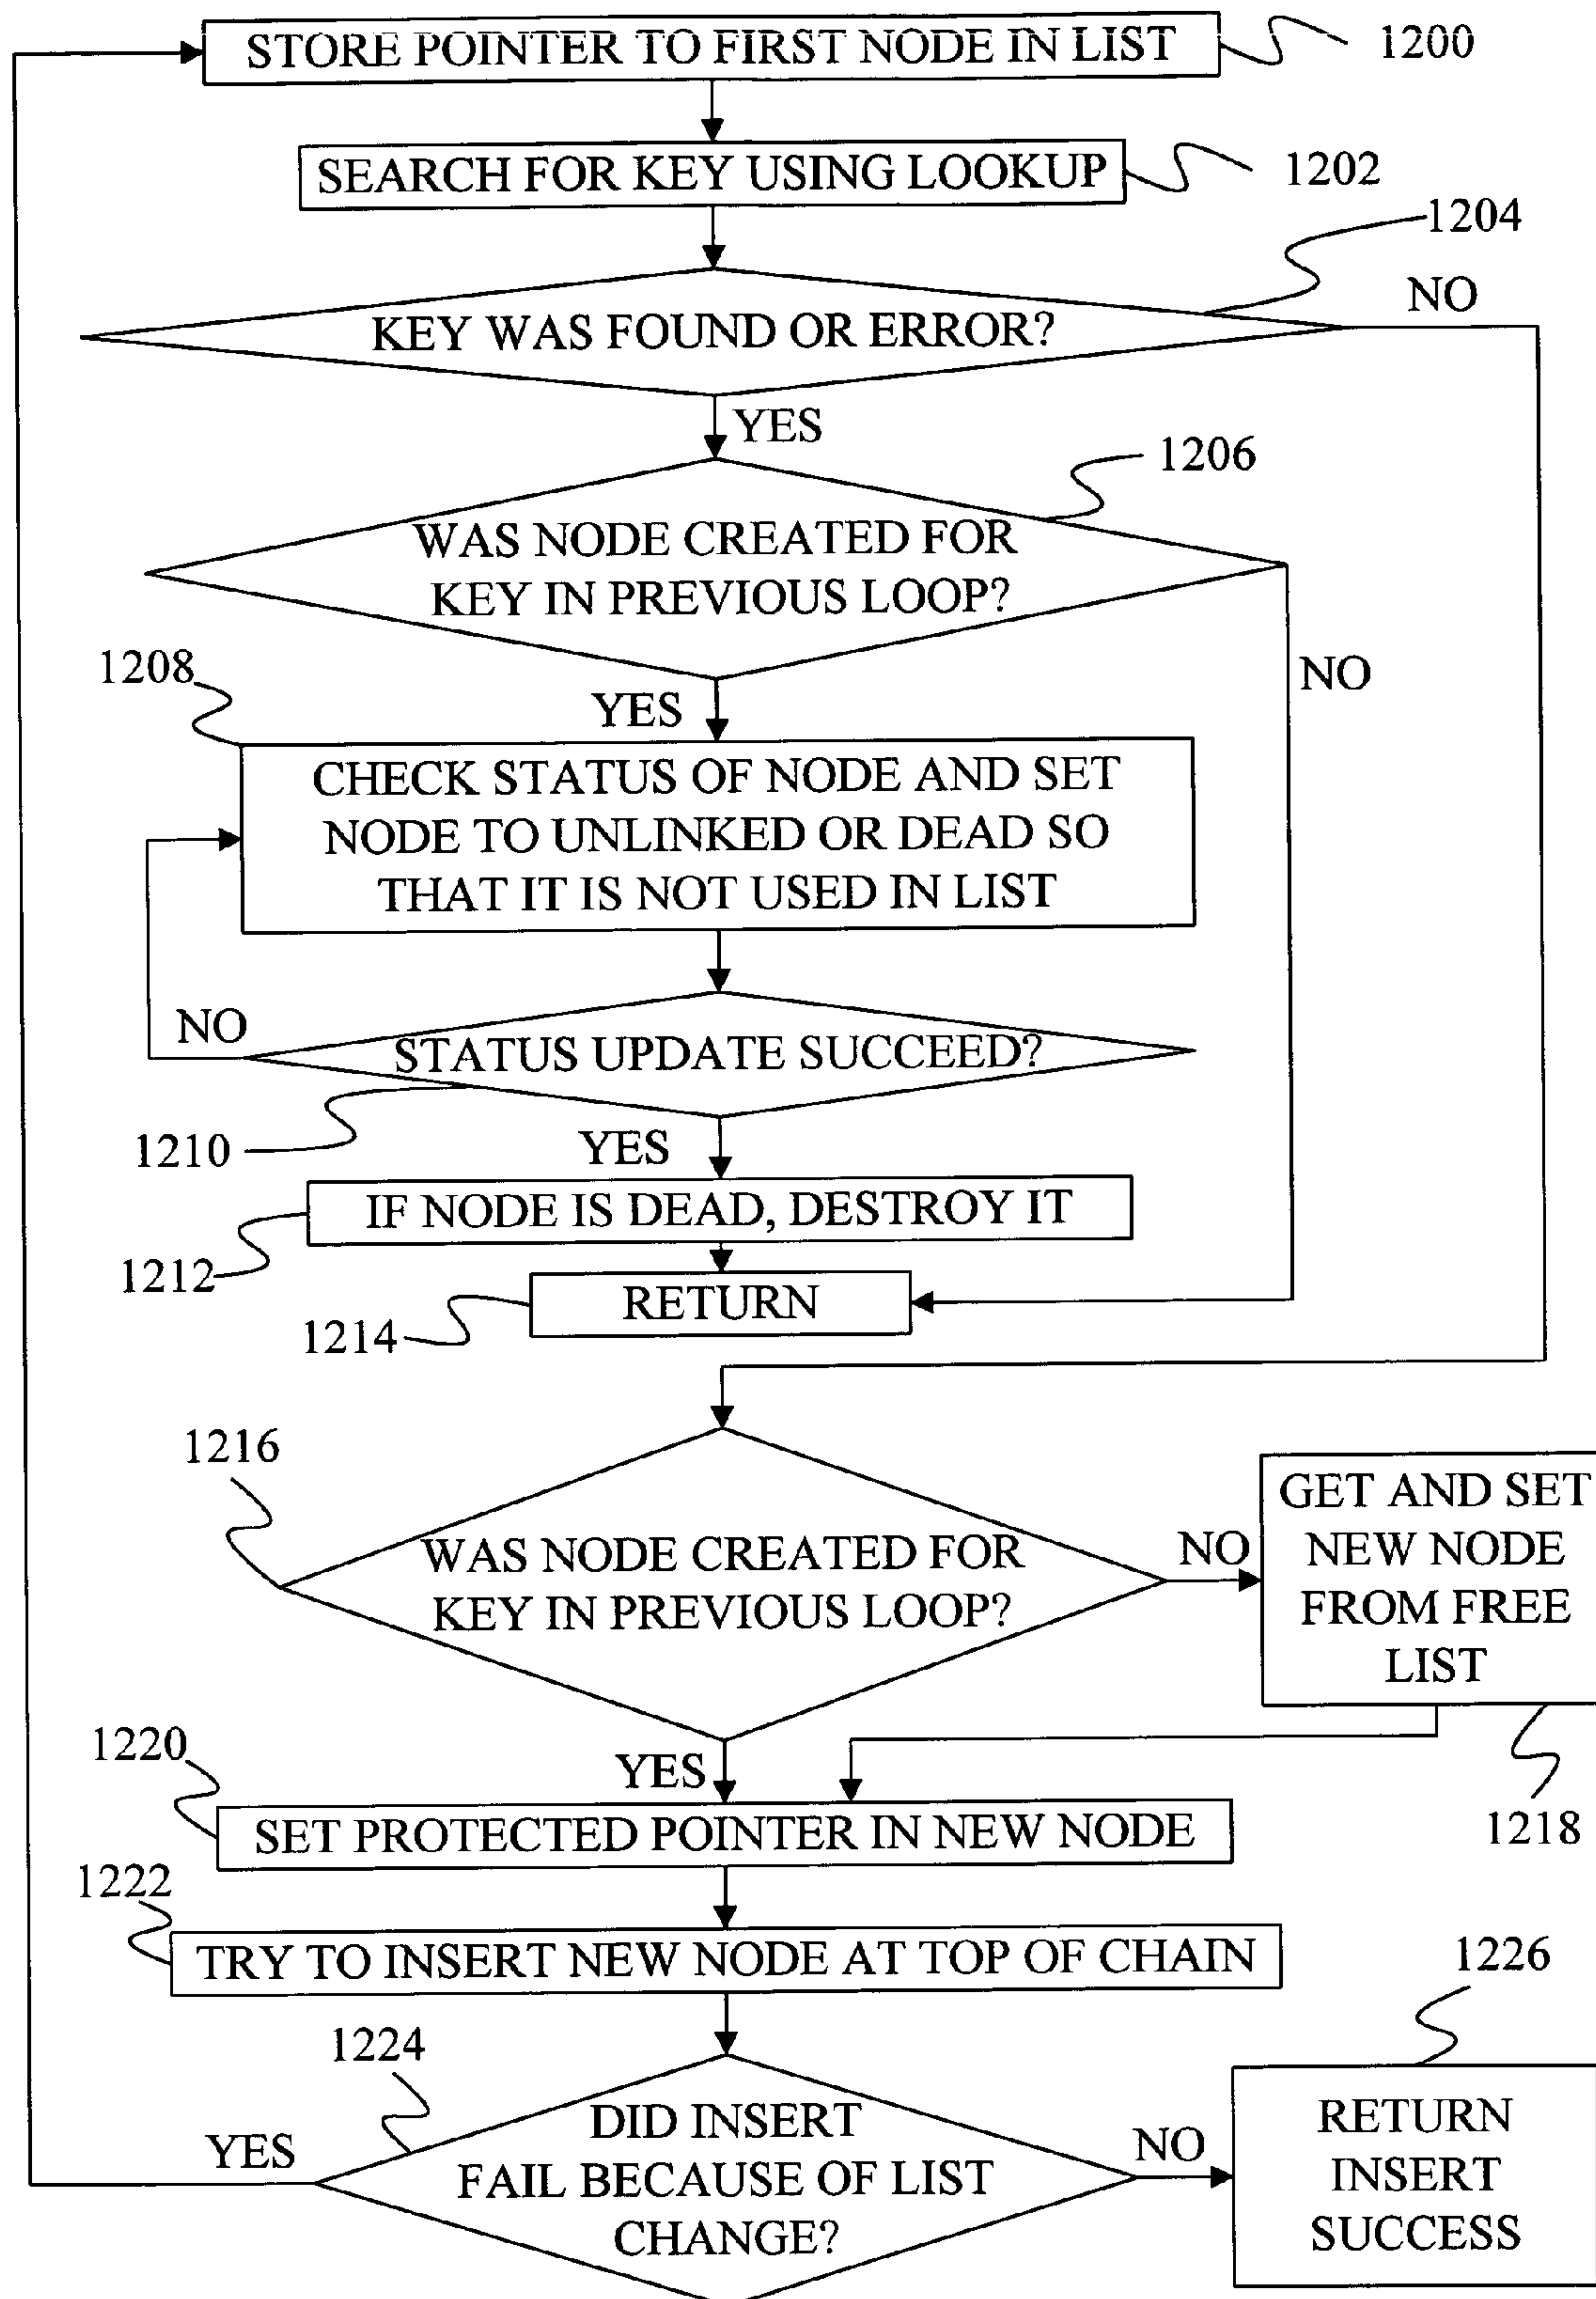 STORE POINTER TO FIRST NODE IN LIST
1200
SEARCH FOR KEY USING LOOKUP
1202
1204
KEY WAS FOUND OR ERROR?
NO
YES
1206
WAS NODE CREATED FOR
KEY IN PREVIOUS LOOP?
NO
1208
YES
CHECK STATUS OF NODE AND SET
NODE TO UNLINKED OR DEAD SO
THAT IT IS NOT USED IN LIST
NO
STATUS UPDATE SUCCEED?
1210
YES
IF NODE IS DEAD, DESTROY IT
1212
RETURN
1214
1216
WAS NODE CREATED FOR
KEY IN PREVIOUS LOOP?
NO
GET AND SET
NEW NODE
FROM FREE
LIST
1220
YES
1218
SET PROTECTED POINTER IN NEW NODE
1222
TRY TO INSERT NEW NODE AT TOP OF CHAIN
1226
1224
DID INSERT
FAIL BECAUSE OF LIST
CHANGE?
YES
NO
RETURN
INSERT
SUCCESS